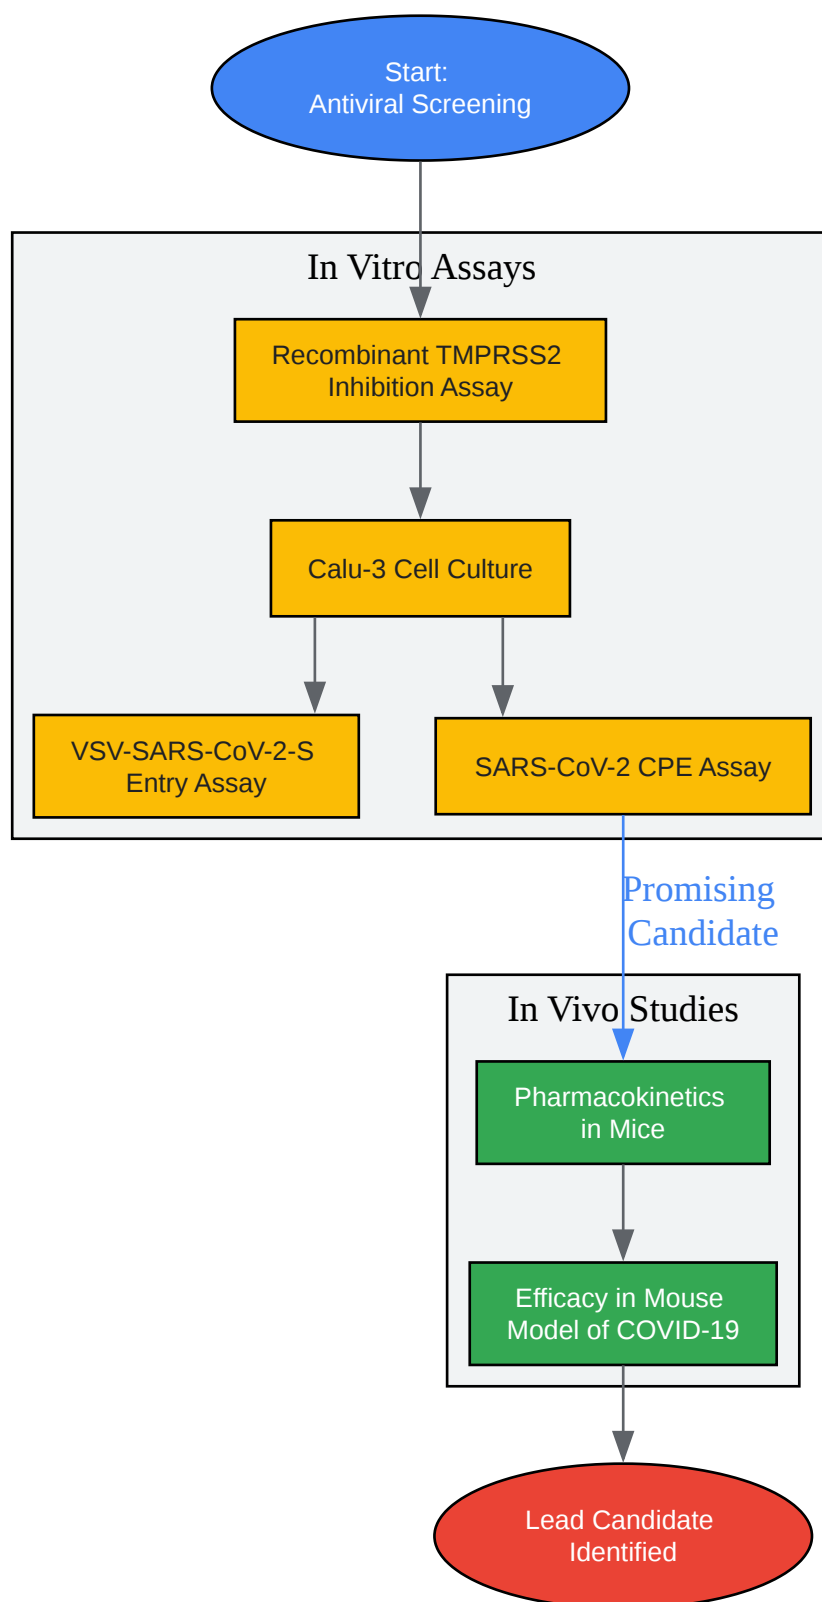 Start:
Antiviral Screening
In Vitro Assays
Recombinant TMPRSS2
Inhibition Assay
Calu-3 Cell Culture
VSV-SARS-CoV-2-S
Entry Assay
SARS-CoV-2 CPE Assay
Promising
Candidate
In Vivo Studies
Pharmacokinetics
in Mice
Efficacy in Mouse
Model of COVID-19
Lead Candidate
Identified